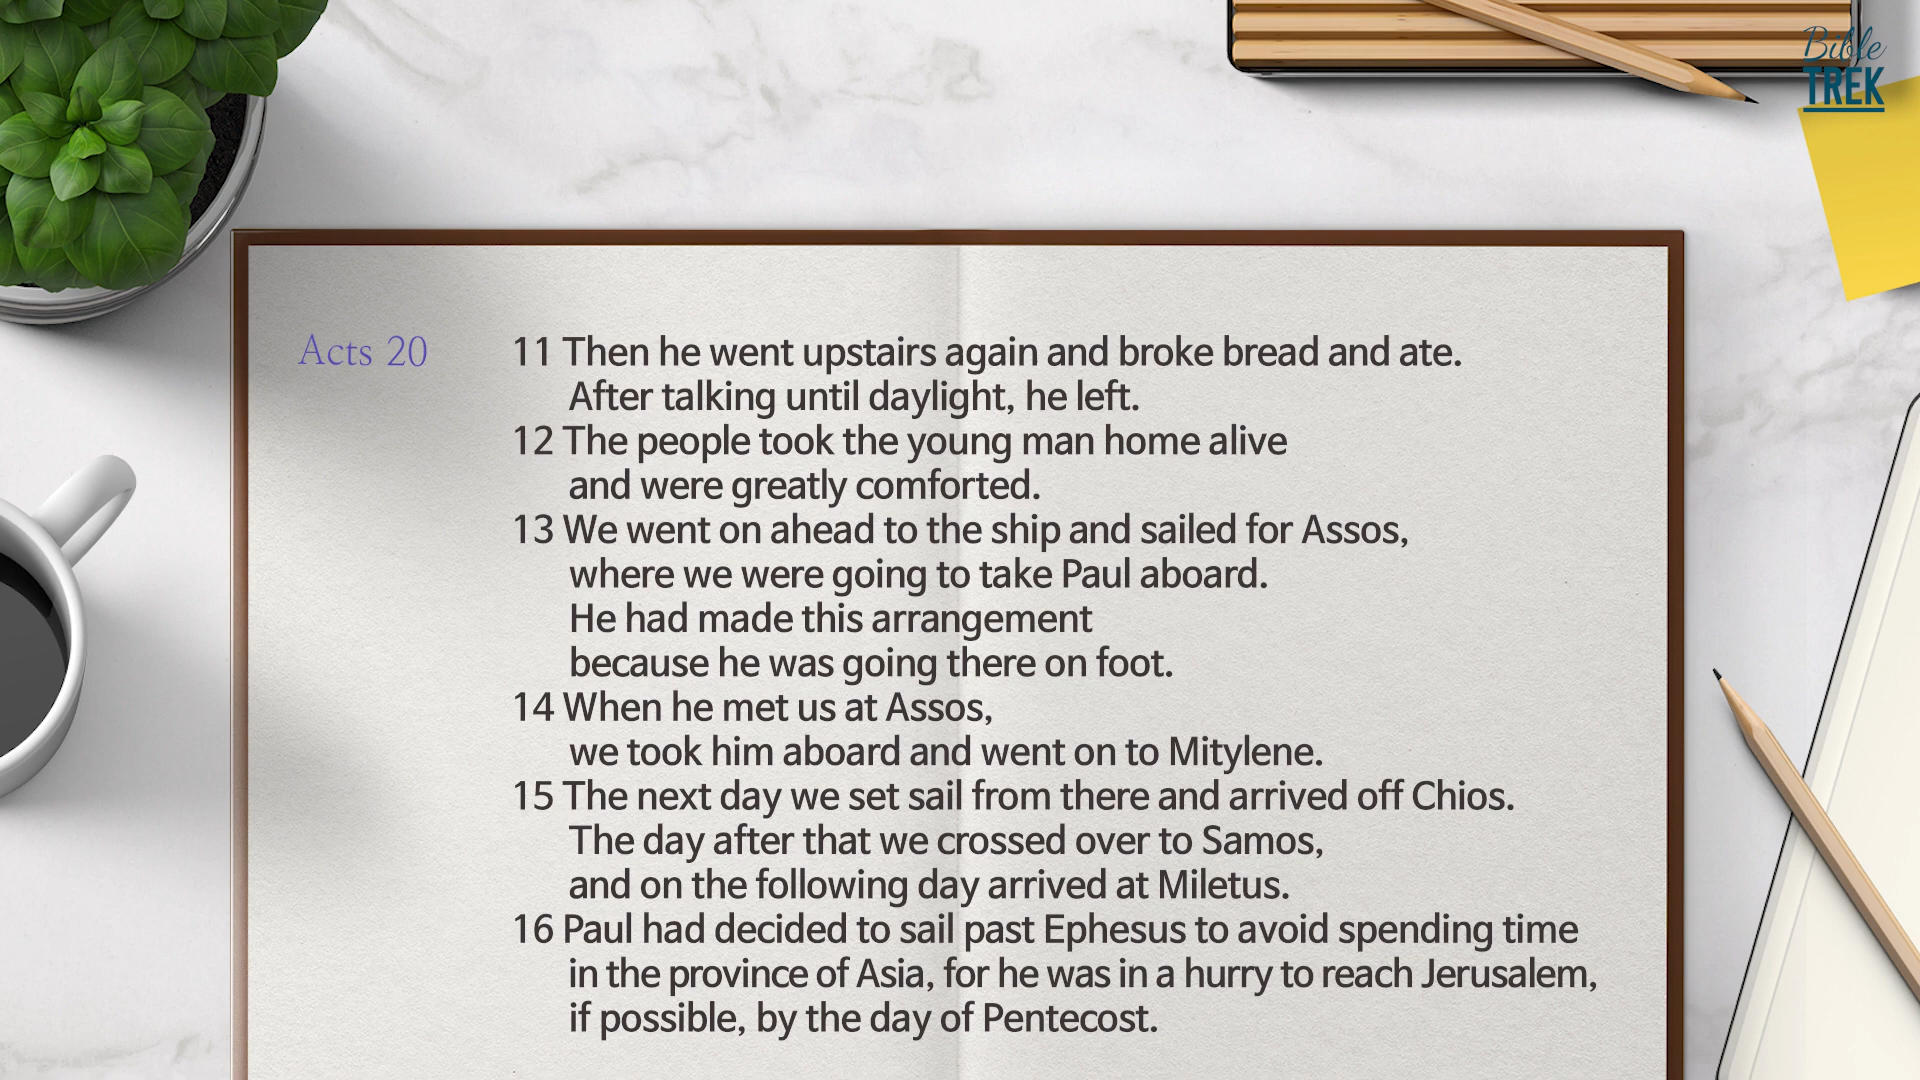 Bible
TREK
Acts 20
11 Then he went upstairs again and broke bread and ate.
After talking until daylight, he left.
12 The people took the young man home alive
and were greatly comforted.
13 We went on ahead to the ship and sailed for Assos,
where we were going to take Paul aboard.
He had made this arrangement
because he was going there on foot.
14 When he met us at Assos,
we took him aboard and went on to Mitylene.
15 The next day we set sail from there and arrived off Chios.
The day after that we crossed over to Samos,
and on the following day arrived at Miletus.
16 Paul had decided to sail past Ephesus to avoid spending time
in the province of Asia, for he was in a hurry to reach Jerusalem,
if possible, by the day of Pentecost.